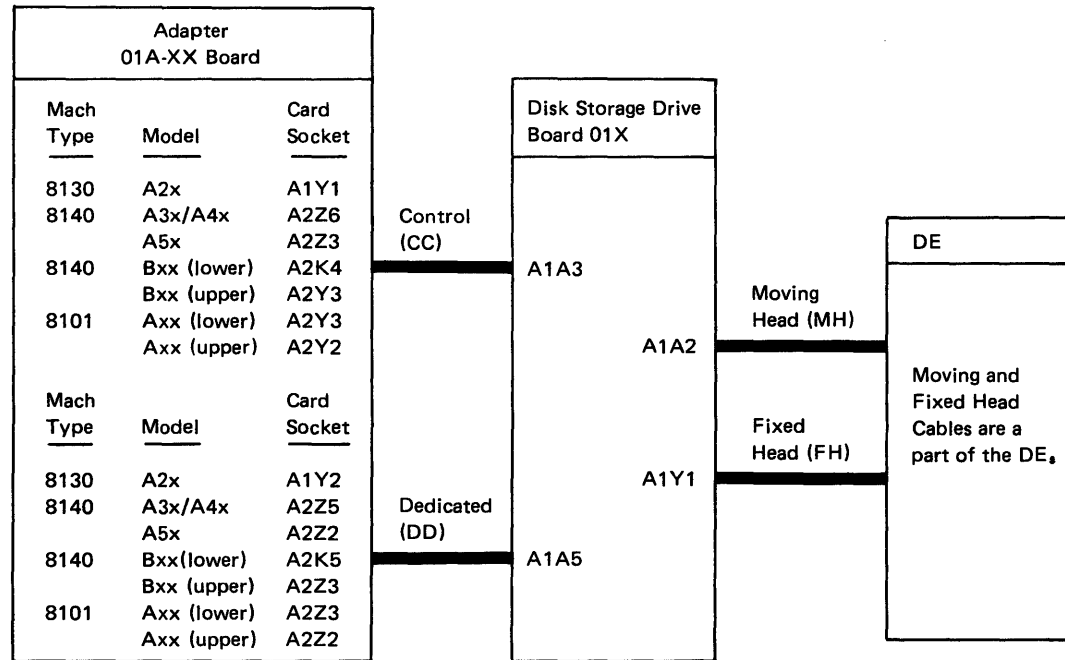 Adapter
01A-XX Board
Mach Card
Type Model Socket
8130 A2x A1Y1
8140 A3x/A4x A2Z6
A5x A2Z3
8140 Bxx (lower) A2K4
Bxx (upper) A2Y3
8101 Axx (lower) A2Y3
Axx (upper) A2Y2
Mach Card
Type Model Socket
8130 A2x A1Y2
8140 A3x/A4x A2Z5
A5x A2Z2
8140 Bxx(lower) A2K5
Bxx (upper) A2Z3
8101 Axx (lower) A2Z3
Axx (upper) A2Z2
Control
(CC)
Dedicated
(DD)
Disk Storage Drive
Board 01X
A1A3
A1A2
A1Y1
A1A5
Moving
Head (MH)
Fixed
Head (FH)
DE
Moving and
Fixed Head
Cables are a
part of the DE.